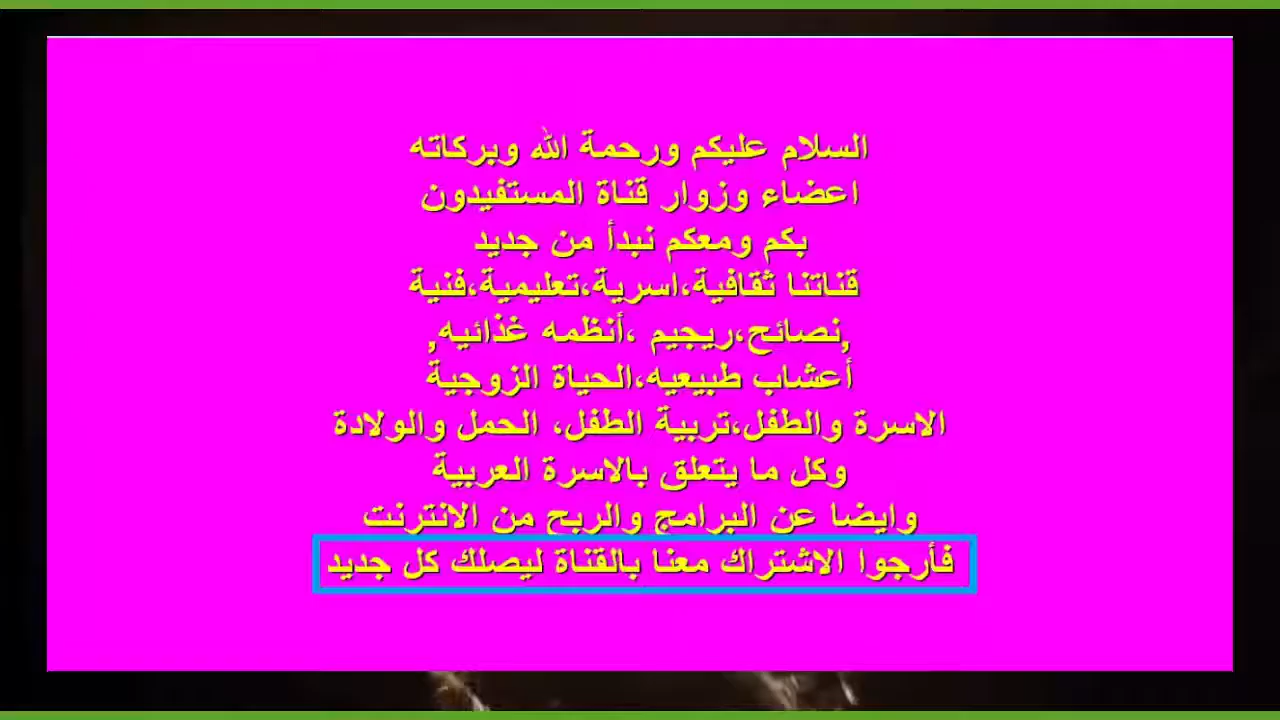 السلام عليكم ورحمة الله وبركاته
اعضاء وزوار قناة المستفيدون
بكم ومعكم نبدأ من جديد
قناتنا ثقافية،اسرية،تعليمية،فنية
,نصائح،ريجيم ،أنظمه غذائيه,
أعشاب طبيعيه،الحياة الزوجية
الاسرة والطفل،تربية الطفل، الحمل والولادة
وكل ما يتعلق بالاسرة العربية
وايضا عن البرامج والربح من الانترنت
فأرجوا الاشتراك معنا بالقناة ليصلك كل جديد